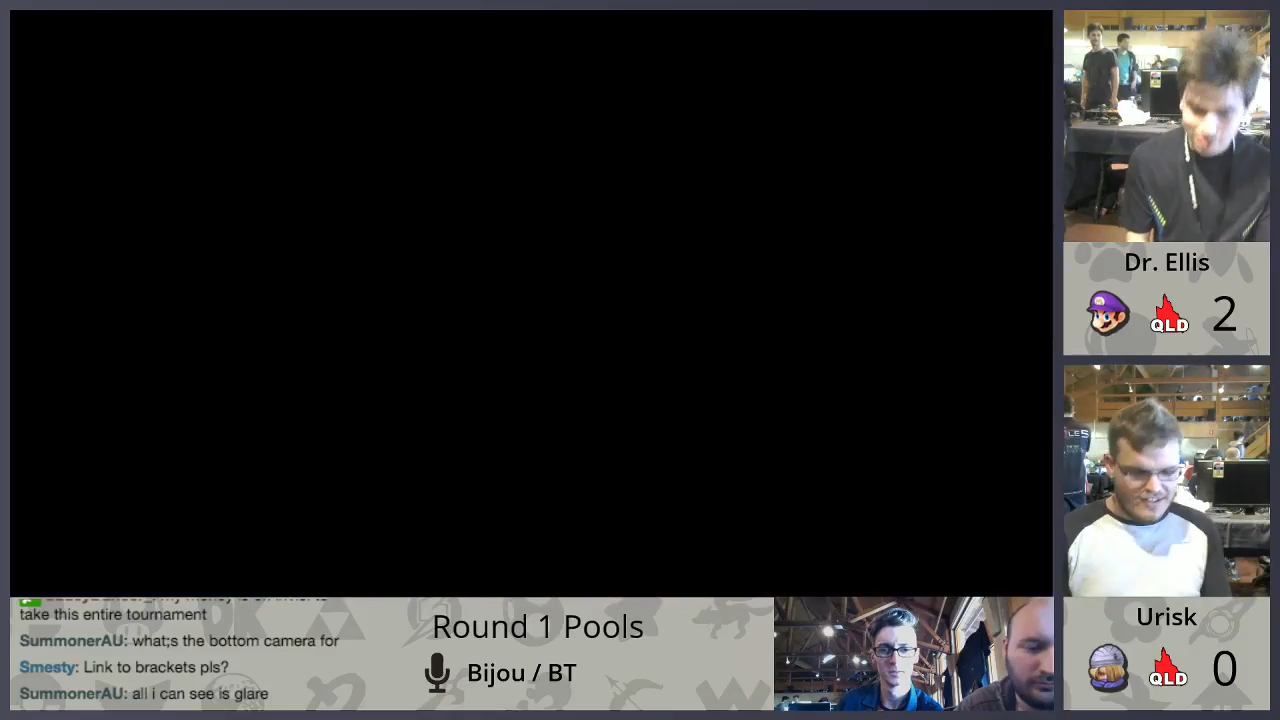 take this entire tournament
SummonerAU: what;s the bottom camera for
Smesty: Link to brackets pls?
SummonerAU: all i can see is glare
Round 1 Pools
Bijou / BT
Dr. Ellis
QLD 2
Urisk
QLD 0